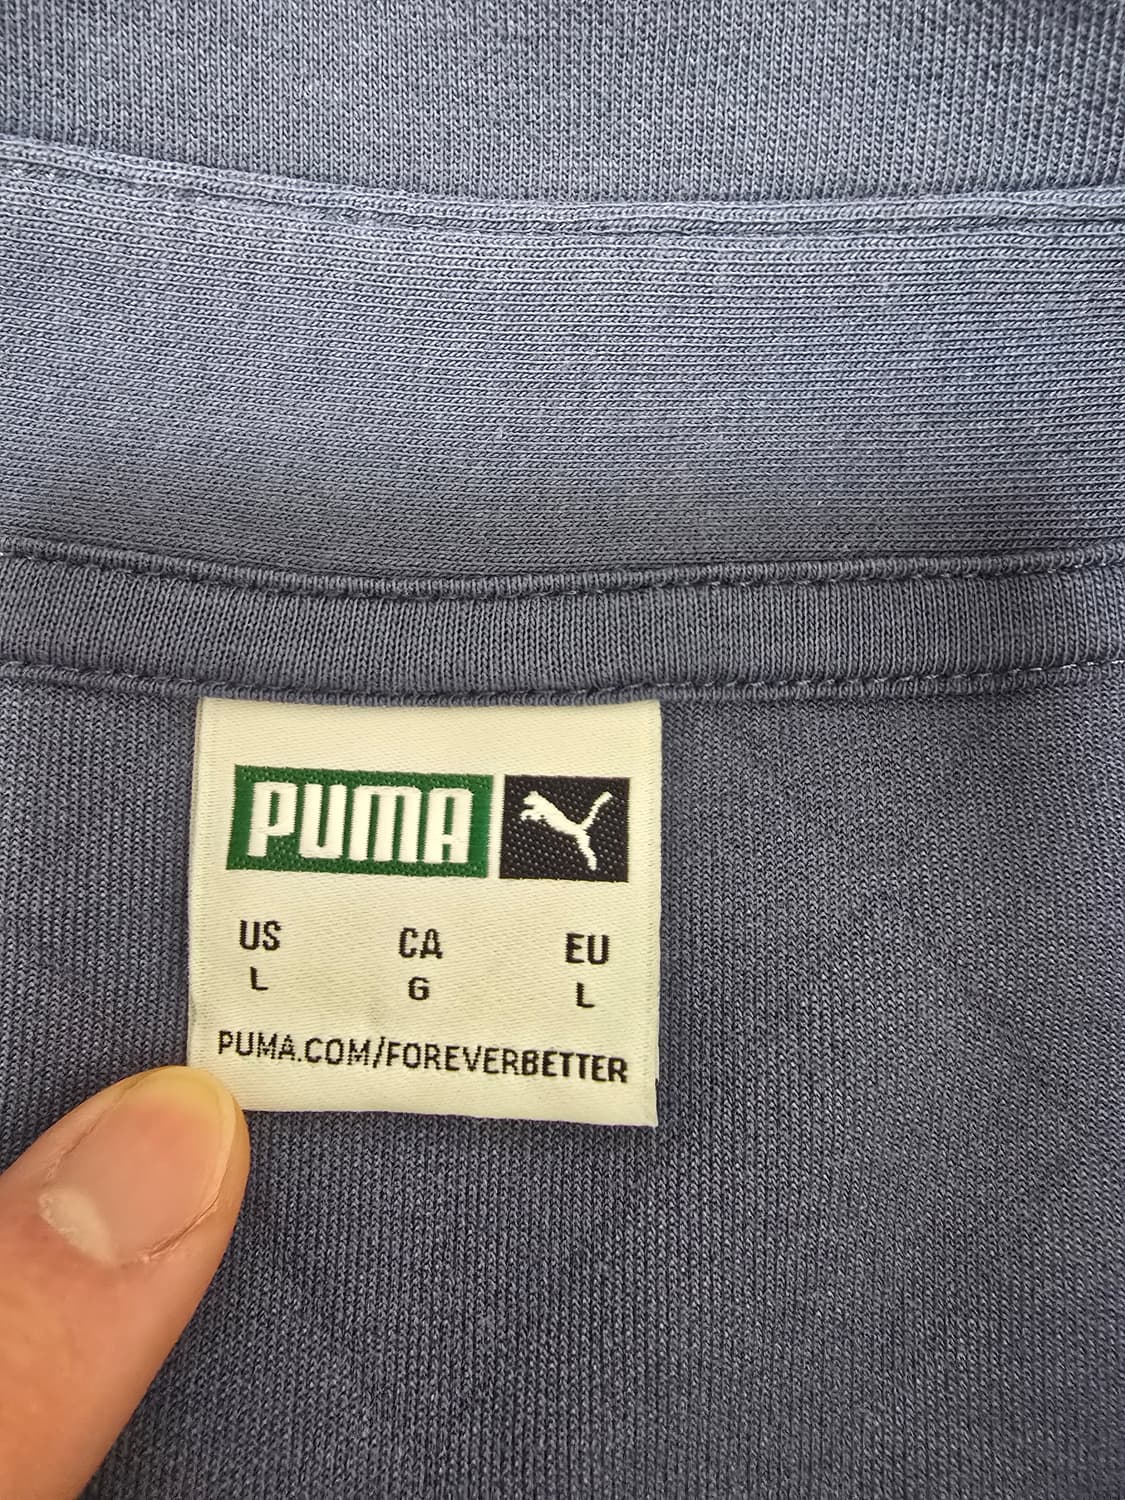 PUMA
US CA EU
L G L
PUMA.COM/FOREVERBETTER